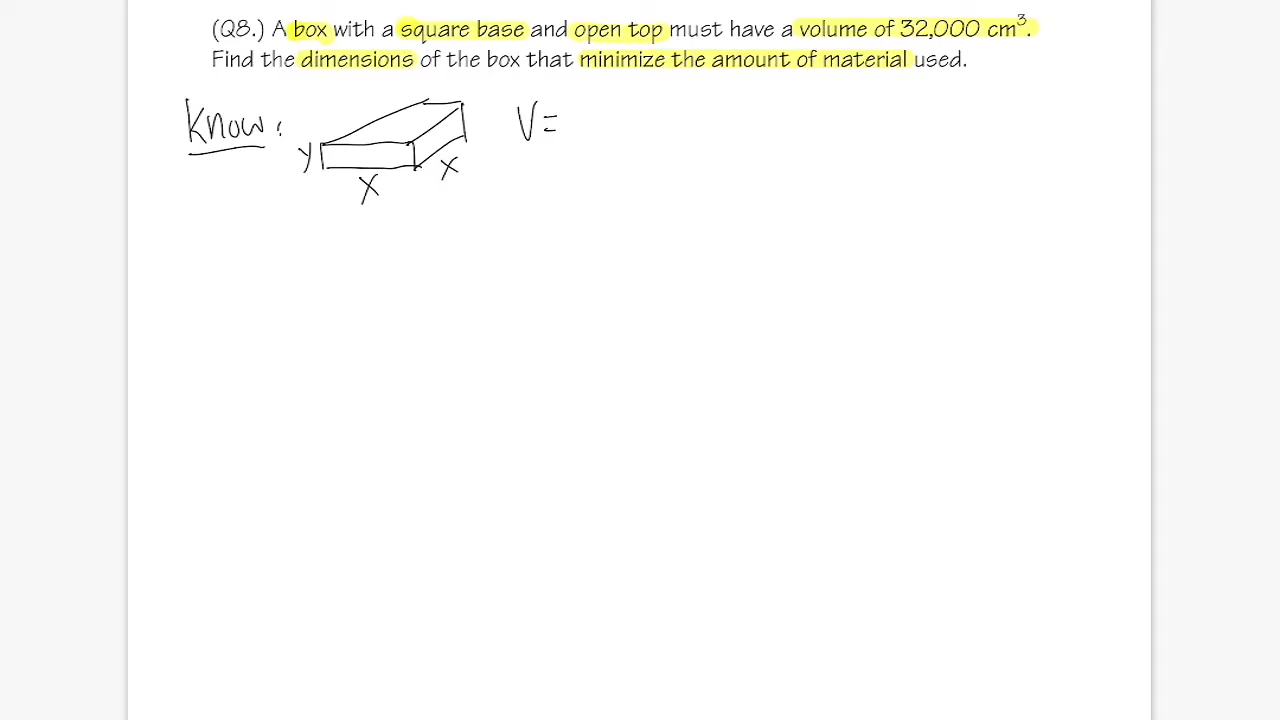 (Q8.) A box with a square base and open top must have a volume of 32,000 cm³.
Find the dimensions of the box that minimize the amount of material used.
Know: V=
y x
x